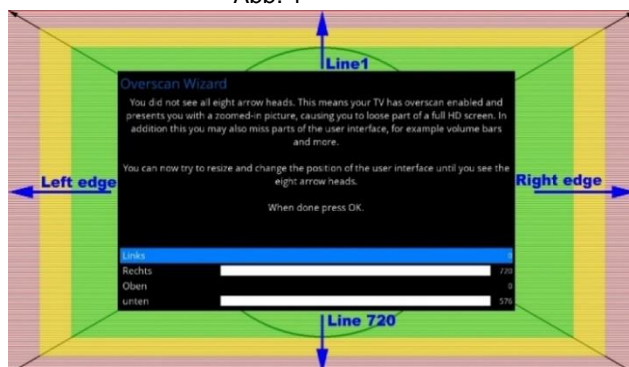 Line1
Overscan Wizard
You did not see all eight arrow heads. This means your TV has overscan enabled and
presents you with a zoomed-in picture, causing you to loose part of a full HD screen. In
addition this you may also miss parts of the user interface, for example volume bars
and more.
You can now try to resize and change the position of the user interface until you see the
eight arrow heads.
When done press OK.
Left edge
Right edge
Links 0
Rechts 720
Oben 0
unten 576
Line 720